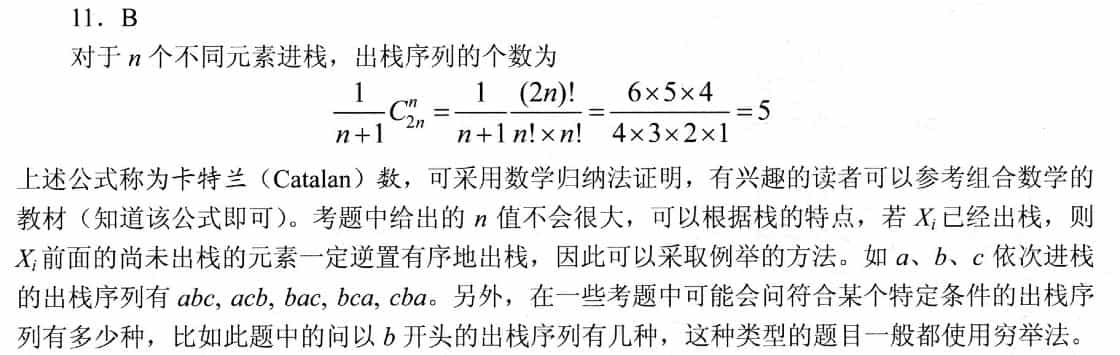 11．B
对于 n 个不同元素进栈，出栈序列的个数为
\frac{1}{n+1}C_{2n}^{n}=\frac{1}{n+1}\frac{(2n)!}{n!×n!}=\frac{6×5×4}{4×3×2×1}=5
上述公式称为卡特兰（Catalan）数，可采用数学归纳法证明，有兴趣的读者可以参考组合数学的
教材（知道该公式即可）。考题中给出的 n 值不会很大，可以根据栈的特点，若 Xᵢ已经出栈，则
Xᵢ前面的尚未出栈的元素一定逆置有序地出栈，因此可以采取例举的方法。如 a、b、c 依次进栈
的出栈序列有 abc, acb, bac, bca, cba。另外，在一些考题中可能会问符合某个特定条件的出栈序
列有多少种，比如此题中的问以 b 开头的出栈序列有几种，这种类型的题目一般都使用穷举法。